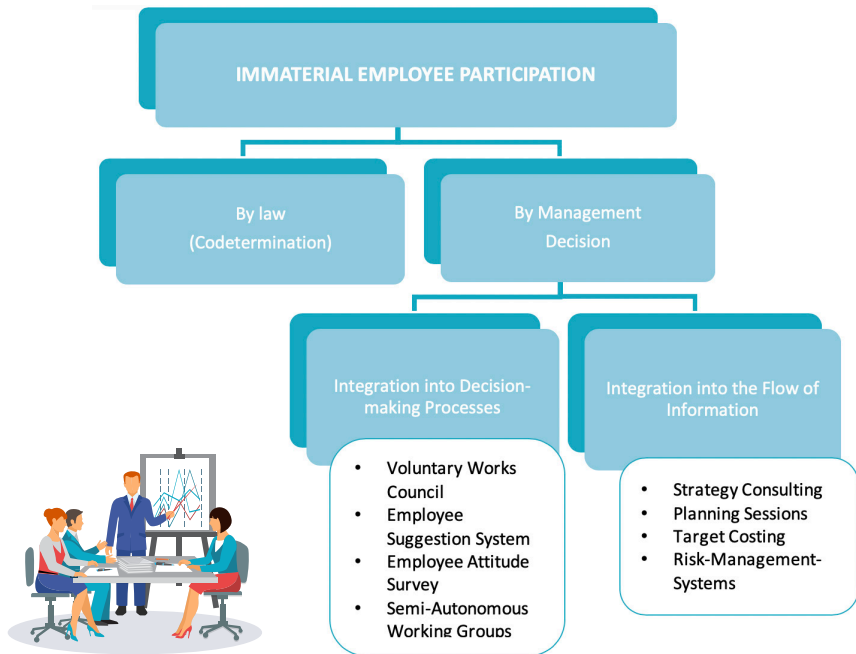 IMMATERIAL EMPLOYEE PARTICIPATION
By law
(Codetermination)
By Management
Decision
Integration into Decision-
making Processes
• Voluntary Works
Council
• Employee
Suggestion System
• Employee Attitude
Survey
• Semi-Autonomous
Working Groups
Integration into the Flow of
Information
• Strategy Consulting
• Planning Sessions
• Target Costing
• Risk-Management-
Systems